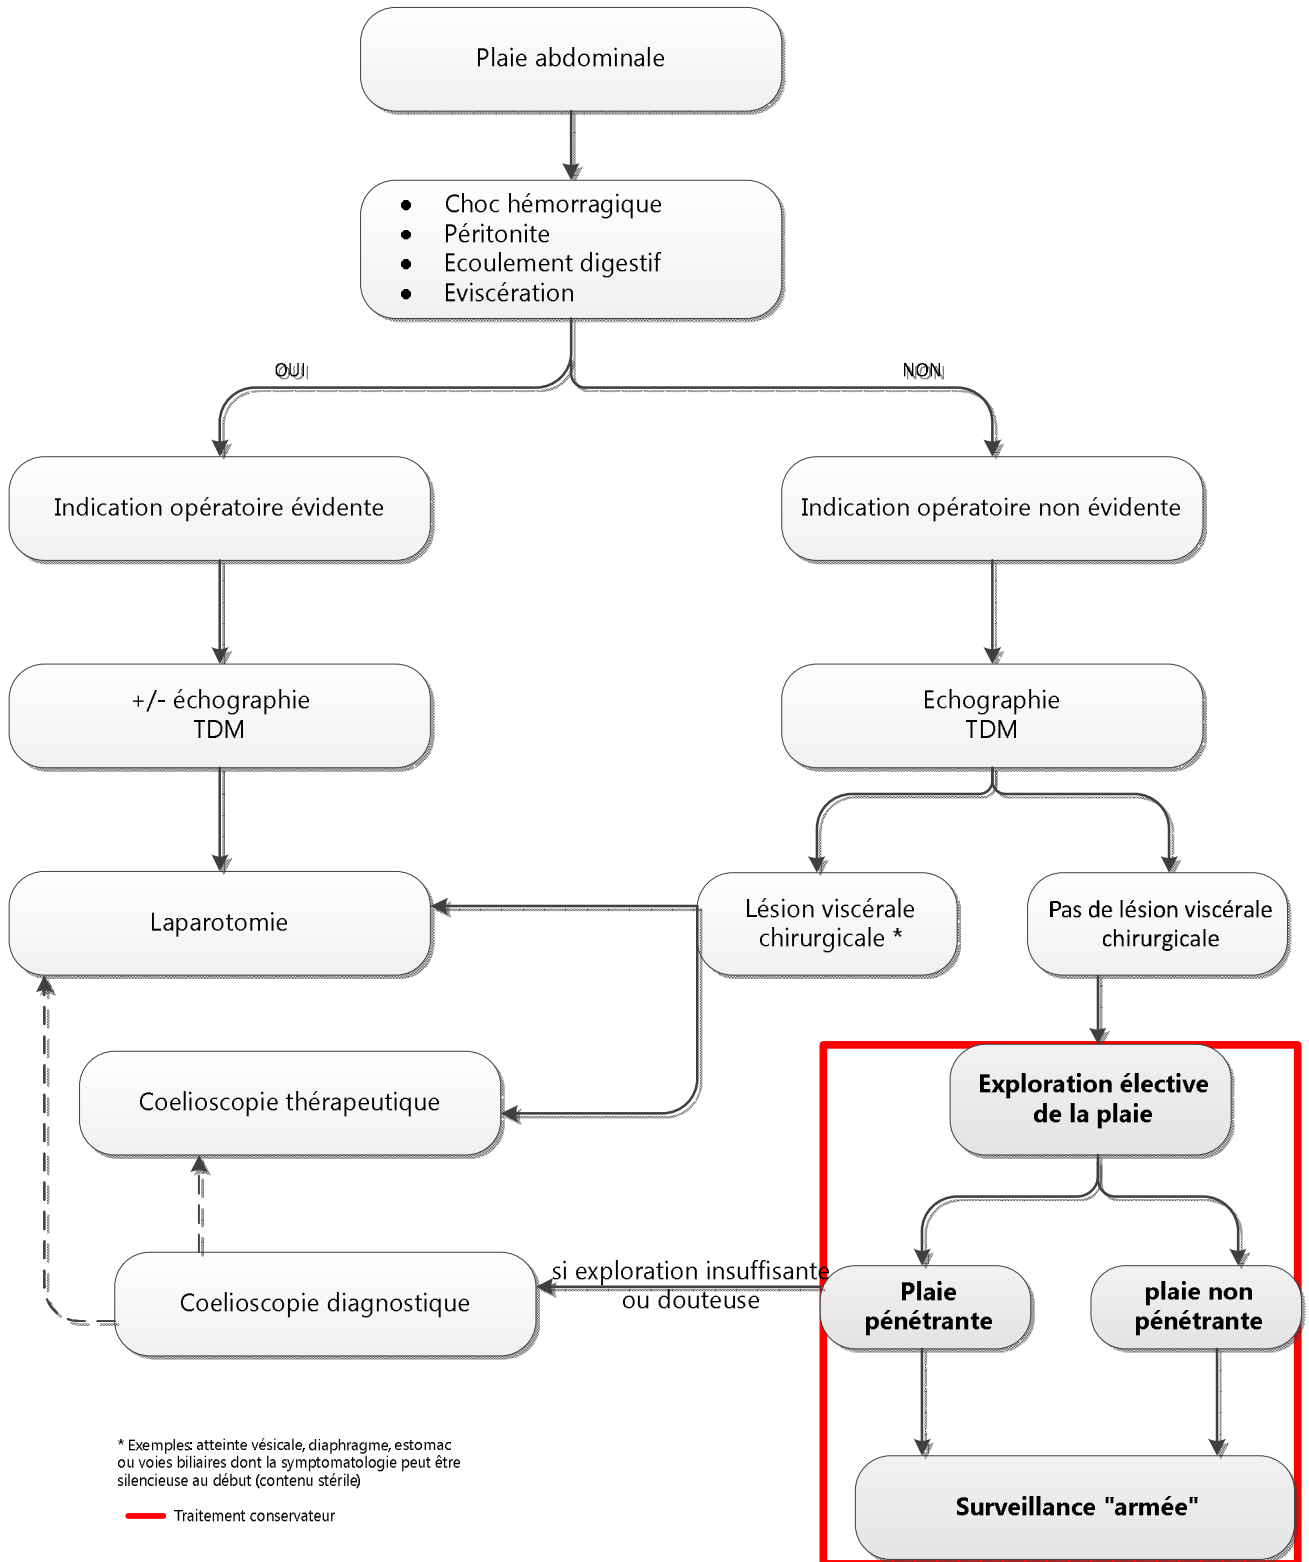 Plaie abdominale
● Choc hémorragique
● Péritonite
● Ecoulement digestif
● Eviscération
OUI
NON
Indication opératoire évidente
Indication opératoire non évidente
+/- échographie
TDM
Echographie
TDM
Laparotomie
Lésion viscérale
chirurgicale *
Pas de lésion viscérale
chirurgicale
Coelioscopie thérapeutique
Exploration élective
de la plaie
Coelioscopie diagnostique
si exploration insuffisante
ou douteuse
Plaie
pénétrante
plaie non
pénétrante
* Exemples: atteinte vésicale, diaphragme, estomac
ou voies biliaires dont la symptomatologie peut être
silencieuse au début (contenu stérile)
Traitement conservateur
Surveillance "armée"